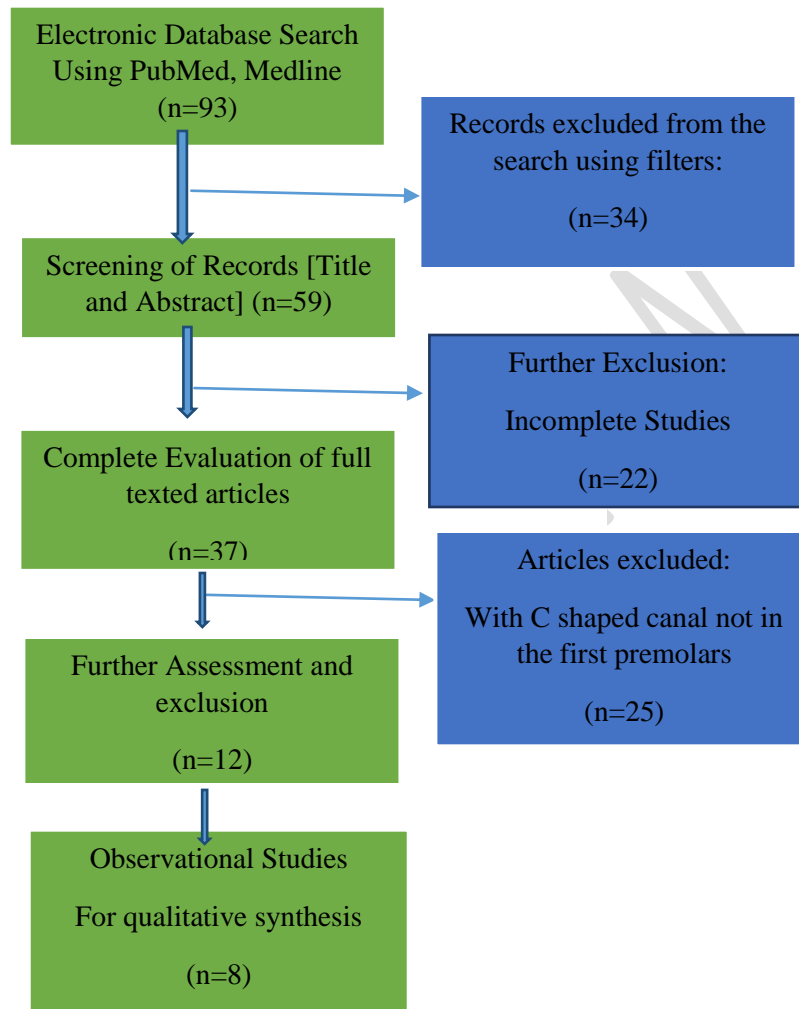 Electronic Database Search
Using PubMed, Medline
(n=93)
Records excluded from the
search using filters:
(n=34)
Screening of Records [Title
and Abstract] (n=59)
Further Exclusion:
Incomplete Studies
(n=22)
Complete Evaluation of full
texted articles
(n=37)
Articles excluded:
With C shaped canal not in
the first premolars
(n=25)
Further Assessment and
exclusion
(n=12)
Observational Studies
For qualitative synthesis
(n=8)